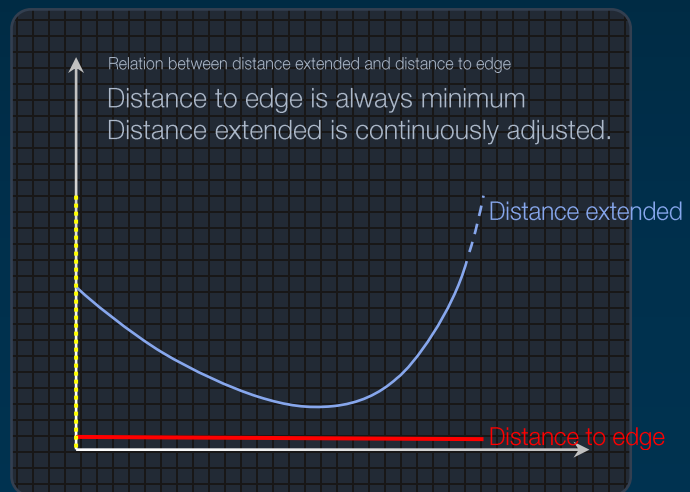 Relation between distance extended and distance to edge
Distance to edge is always minimum
Distance extended is continuously adjusted.
Distance extended
Distance to edge